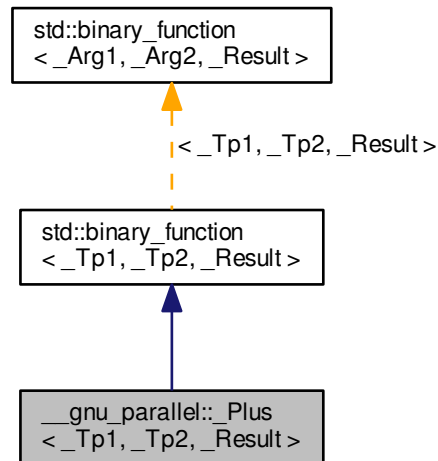 std::binary_function
< _Arg1, _Arg2, _Result >
< _Tp1, _Tp2, _Result >
std::binary_function
< _Tp1, _Tp2, _Result >
__gnu_parallel::_Plus
< _Tp1, _Tp2, _Result >